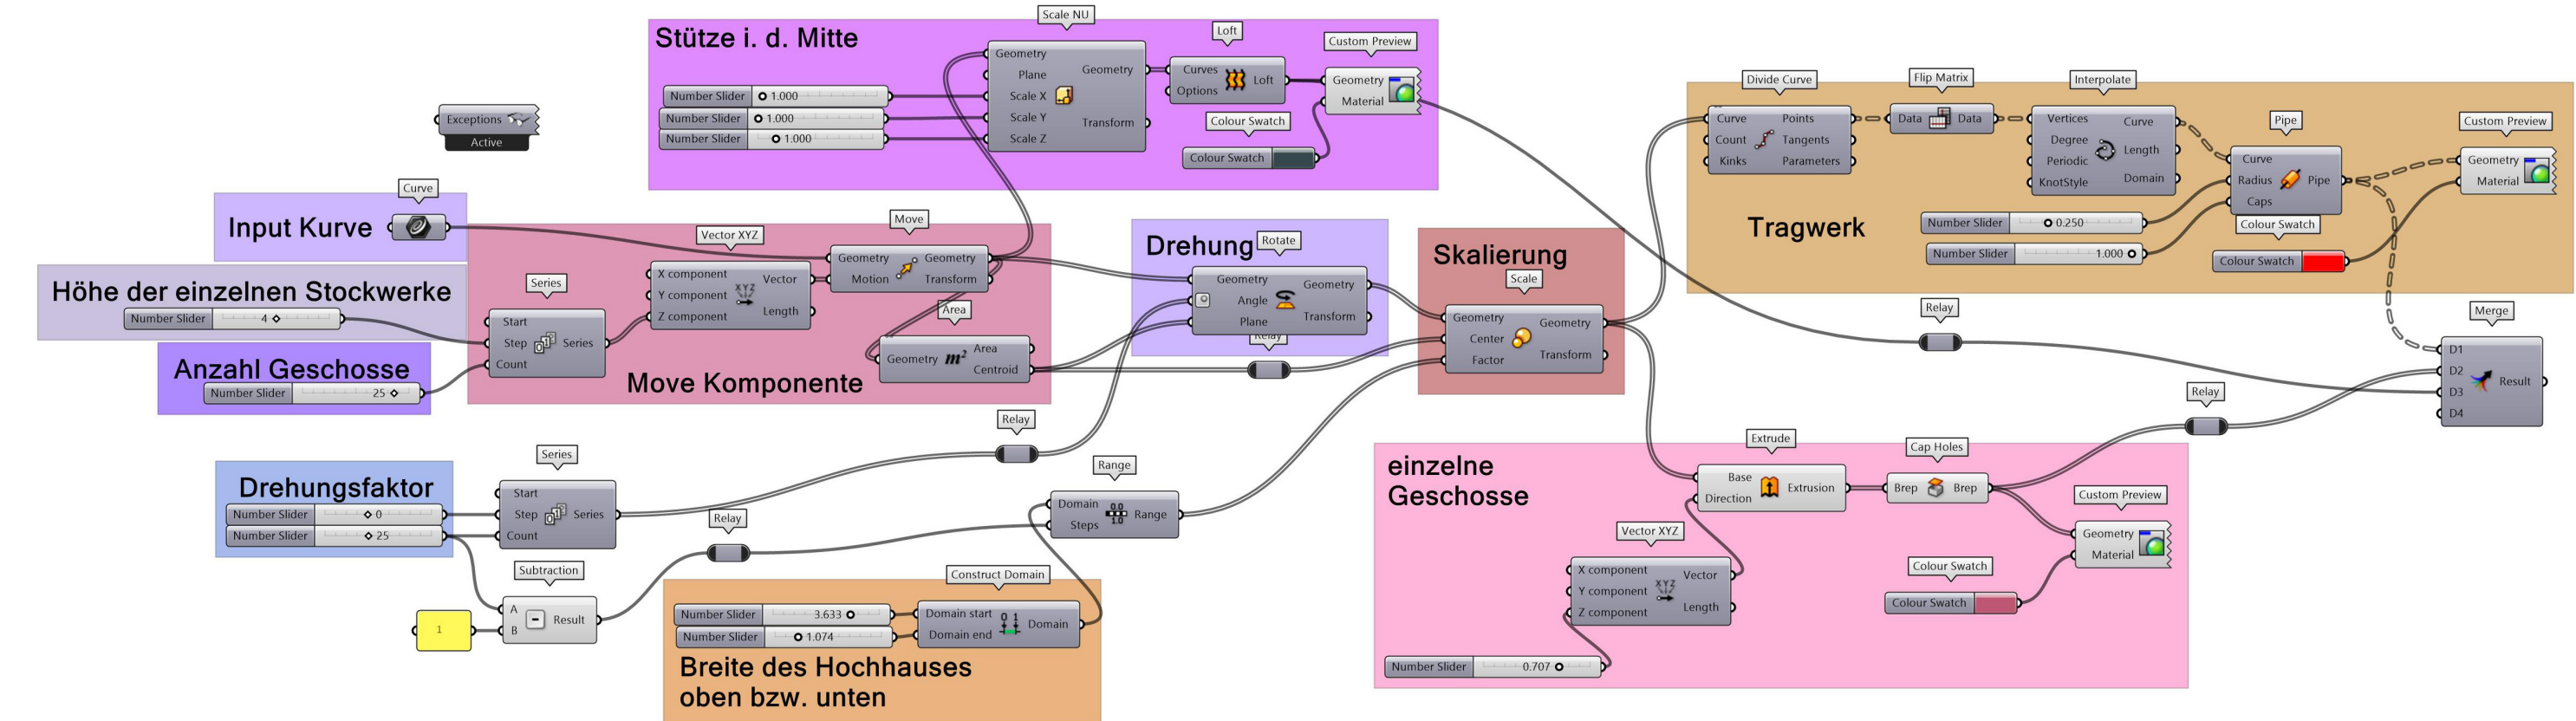 Exceptions
Active
Stütze i. d. Mitte
Number Slider 1.000
Number Slider 1.000
Number Slider 1.000
Scale NU
Geometry
Plane
Scale X
Scale Y
Scale Z
Geometry
Transform
Loft
Curves
Options
Loft
Custom Preview
Geometry
Material
Colour Swatch
Colour Swatch
Curve
Input Kurve
Höhe der einzelnen Stockwerke
Number Slider 4
Anzahl Geschosse
Number Slider 25
Series
Start
Step
Count
Series
Vector XYZ
X component
Y component
Z component
XYZ
Vector
Length
Move
Geometry
Motion
Geometry
Transform
Area
Geometry
m²
Area
Centroid
Move Komponente
Drehung
Rotate
Geometry
Angle
Plane
Geometry
Transform
Relay
Skalierung
Scale
Geometry
Center
Factor
Geometry
Transform
Divide Curve
Curve
Count
Kinks
Points
Tangents
Parameters
Flip Matrix
Data
Data
Interpolate
Vertices
Degree
Periodic
KnotStyle
Curve
Length
Domain
Pipe
Curve
Radius
Caps
Pipe
Custom Preview
Geometry
Material
Tragwerk
Number Slider 0.250
Number Slider 1.000
Colour Swatch
Colour Swatch
Relay
Merge
D1
D2
D3
D4
Result
Relay
Drehungsfaktor
Number Slider 0
Number Slider 25
Series
Start
Step
Count
Series
Relay
Relay
Subtraction
1
A
B
Result
Range
Domain
Steps
0.0
1.0
Range
Construct Domain
Number Slider 3.633
Number Slider 1.074
Domain start
Domain end
0 1
Domain
Breite des Hochhauses
oben bzw. unten
einzelne
Geschosse
Extrude
Base
Direction
Extrusion
Cap Holes
Brep
Brep
Custom Preview
Geometry
Material
Vector XYZ
X component
Y component
Z component
XYZ
Vector
Length
Colour Swatch
Colour Swatch
Number Slider 0.707